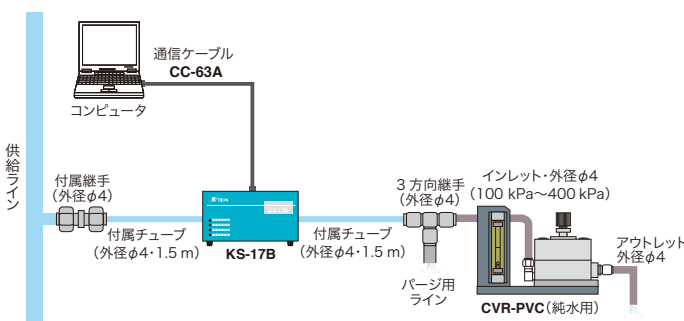 通信ケーブル
CC-63A
コンピュータ
供給ライン
付属継手
(外径φ4)
付属チューブ
(外径φ4・1.5 m)
KS-17B
付属チューブ
(外径φ4・1.5 m)
3方向継手
(外径φ4)
パージ用
ライン
インレット・外径φ4
(100 kPa～400 kPa)
アウトレット
外径φ4
CVR-PVC(純水用)